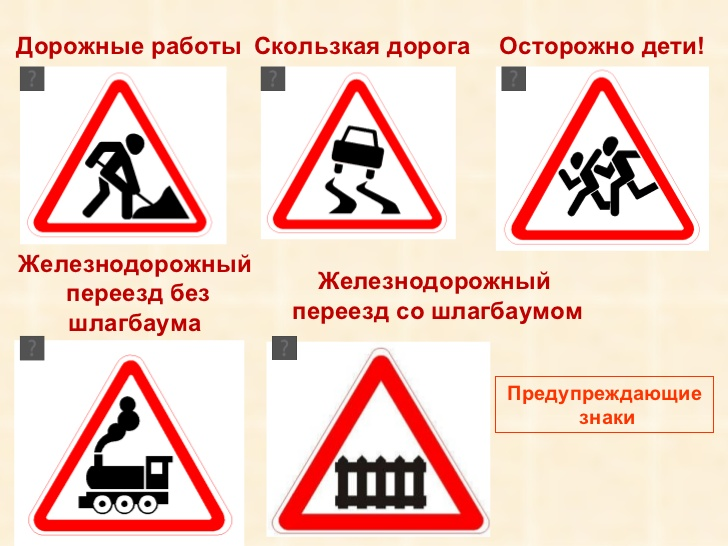 Дорожные работы
Скользкая дорога
Осторожно дети!
Железнодорожный
переезд без
шлагбаума
Железнодорожный
переезд со шлагбаумом
Предупреждающие
знаки
?
?
?
?
?